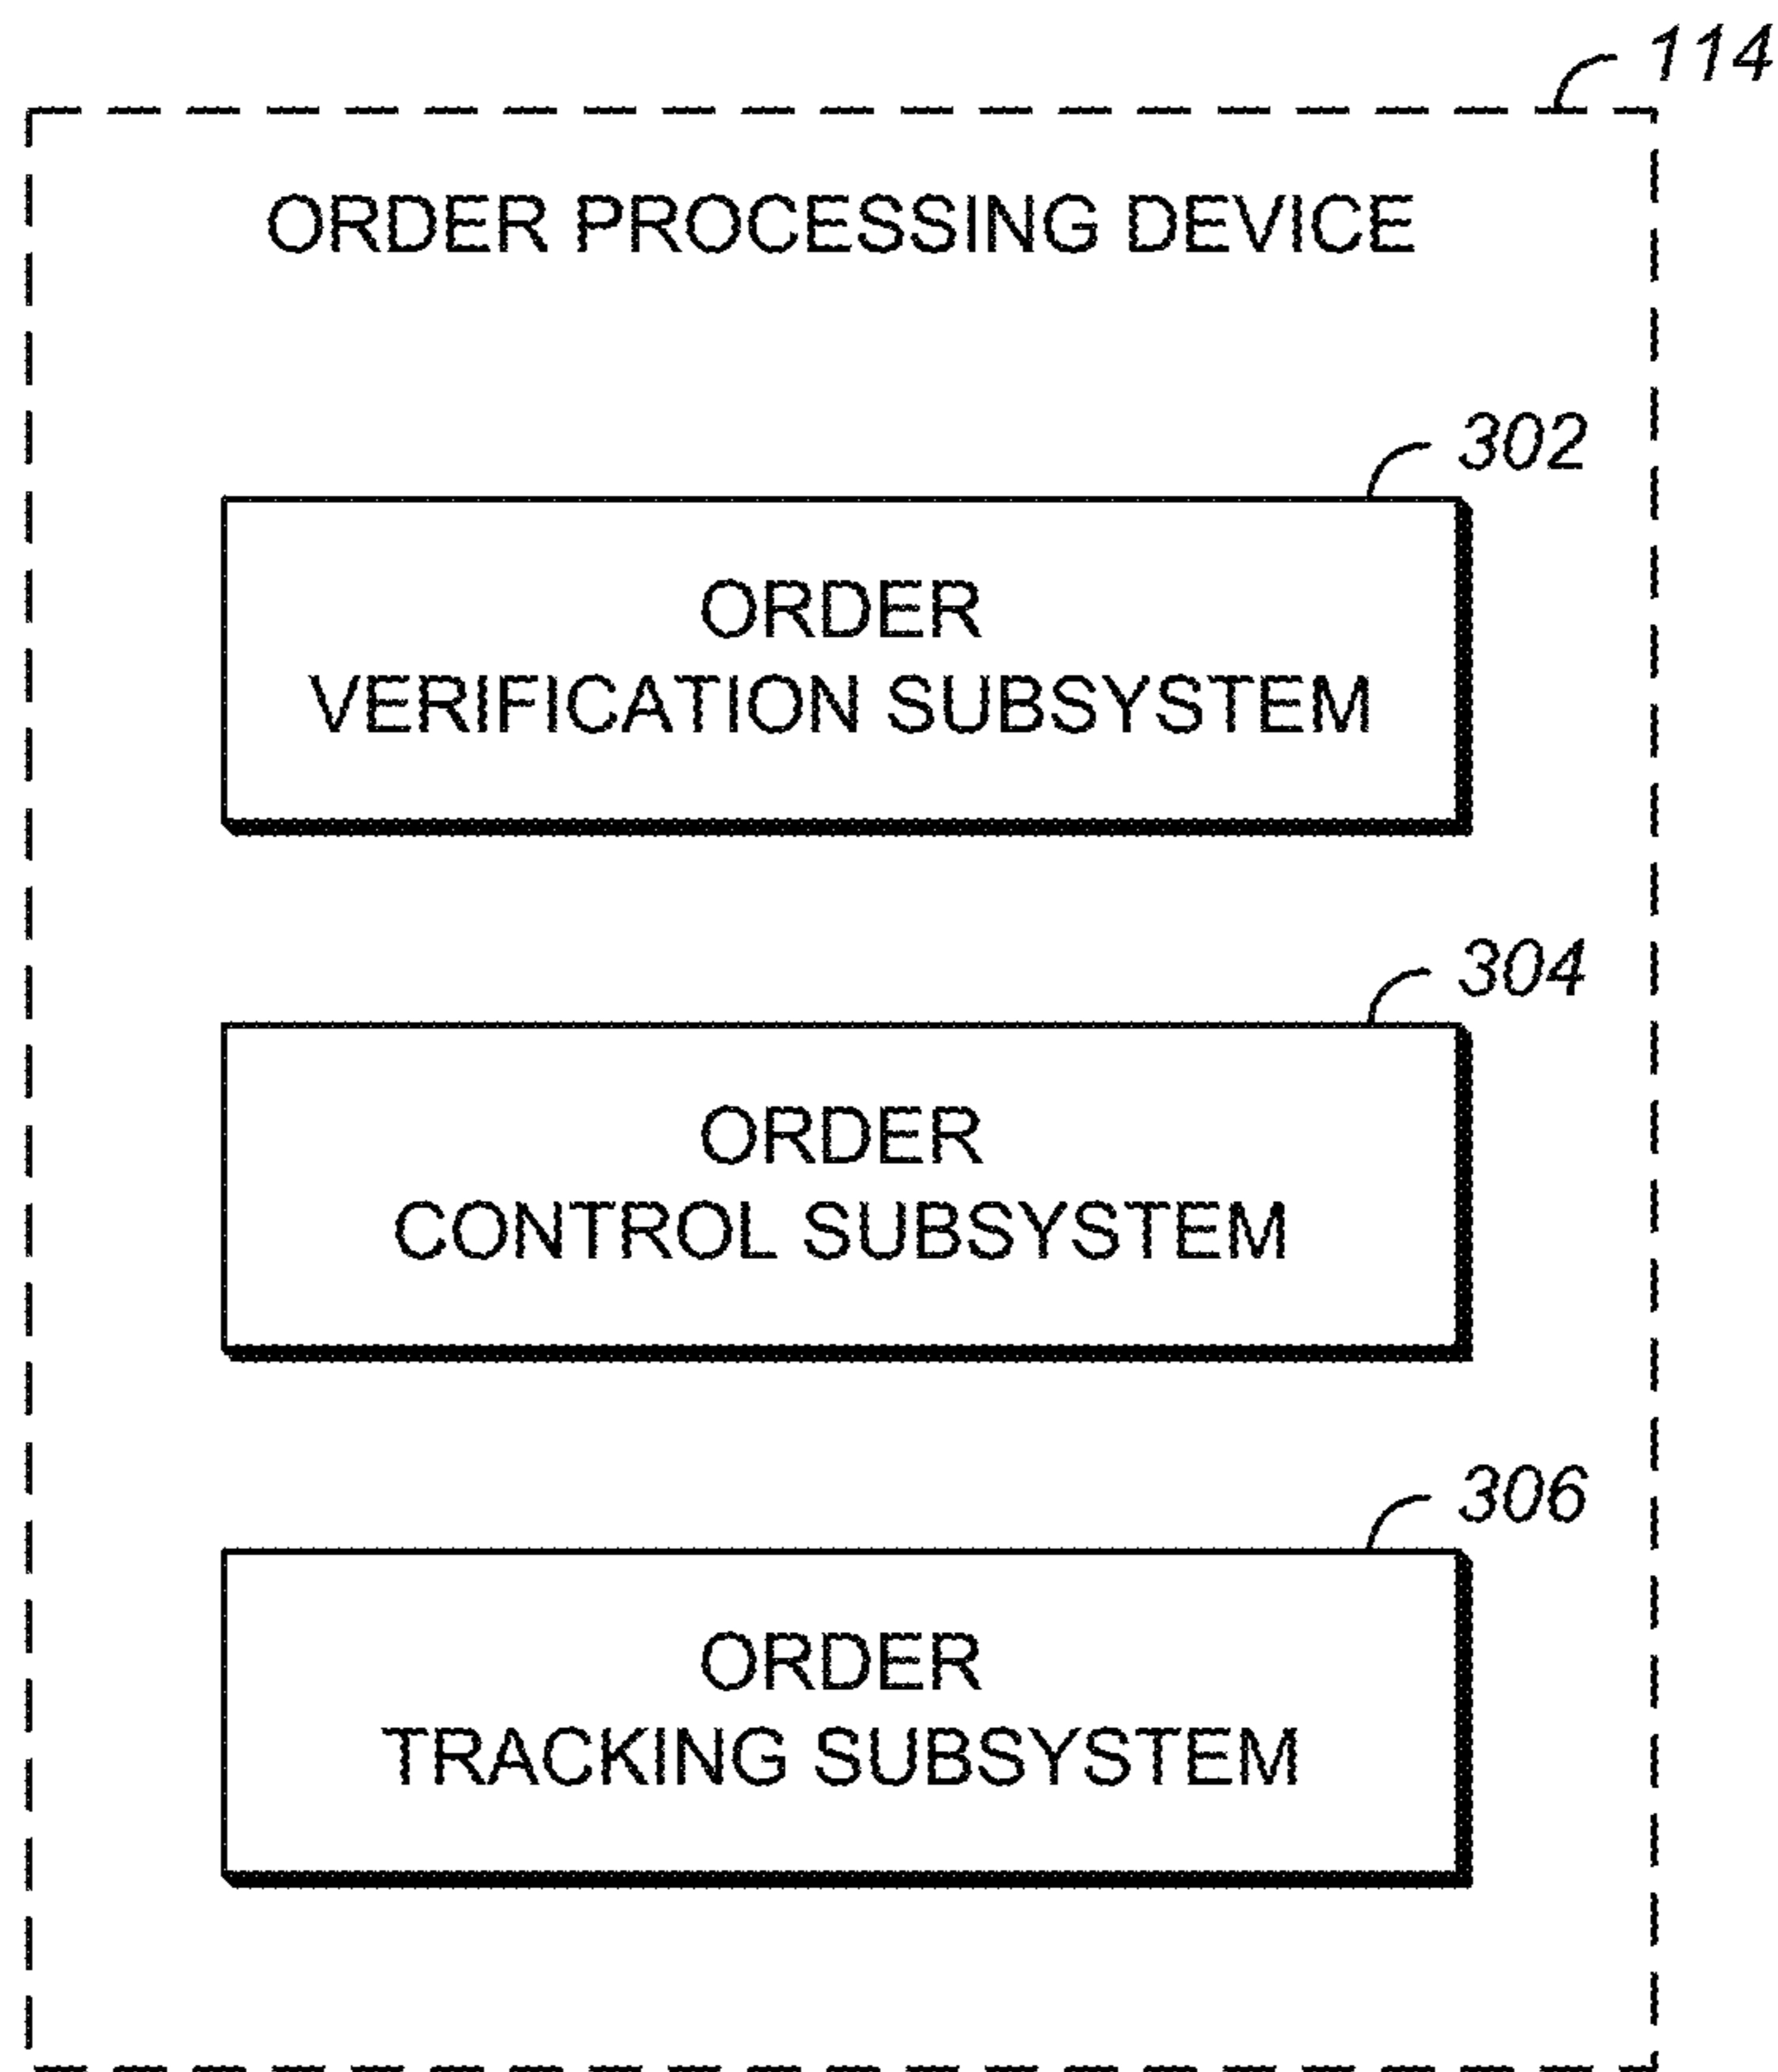 114
ORDER PROCESSING DEVICE
302
ORDER
VERIFICATION SUBSYSTEM
304
ORDER
CONTROL SUBSYSTEM
306
ORDER
TRACKING SUBSYSTEM